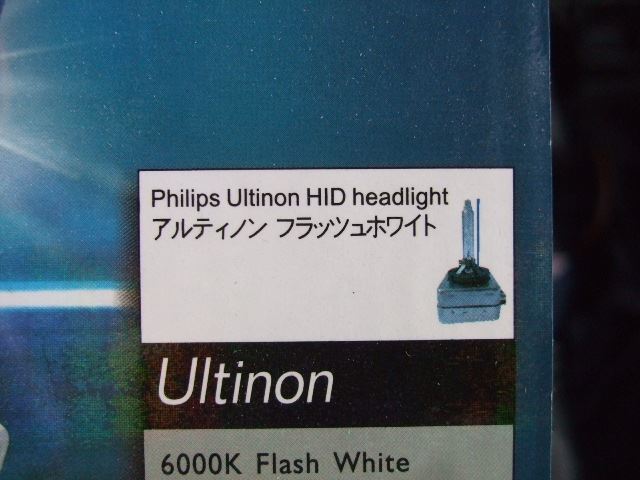 Philips Ultinon HID headlight
アルティノン フラッツュホワイト
Ultinon
6000K Flash White